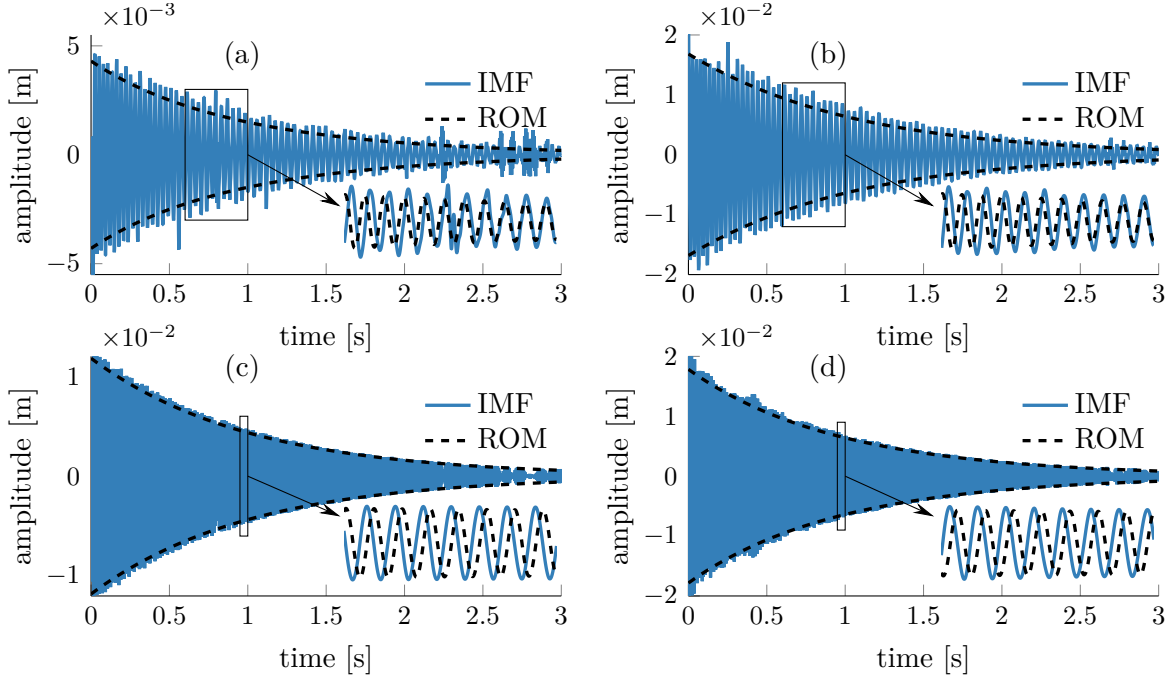 ×10⁻³
(a)
IMF
ROM
5
0
−5
amplitude [m]
0 0.5 1 1.5 2 2.5 3
time [s]
×10⁻²
(b)
IMF
ROM
2
1
0
−1
−2
amplitude [m]
0 0.5 1 1.5 2 2.5 3
time [s]
×10⁻²
(c)
IMF
ROM
1
0
−1
amplitude [m]
0 0.5 1 1.5 2 2.5 3
time [s]
×10⁻²
(d)
IMF
ROM
2
1
0
−1
−2
amplitude [m]
0 0.5 1 1.5 2 2.5 3
time [s]